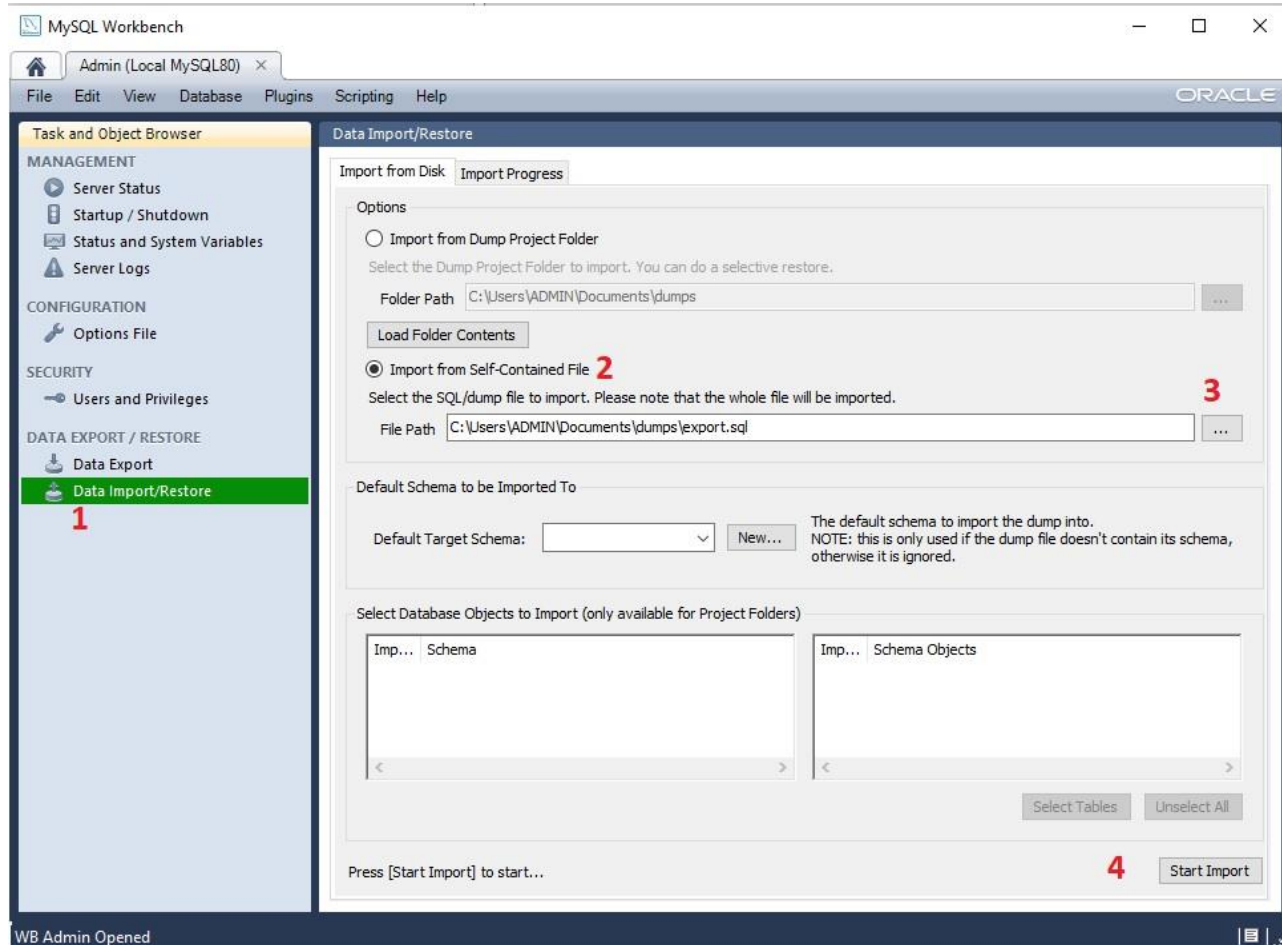 MySQL Workbench
Admin (Local MySQL80)
File Edit View Database Plugins Scripting Help
ORACLE
Task and Object Browser
MANAGEMENT
Server Status
Startup / Shutdown
Status and System Variables
Server Logs
CONFIGURATION
Options File
SECURITY
Users and Privileges
DATA EXPORT / RESTORE
Data Export
Data Import/Restore
1
Data Import/Restore
Import from Disk Import Progress
Options
Import from Dump Project Folder
Select the Dump Project Folder to import. You can do a selective restore.
Folder Path C:\Users\ADMIN\Documents\dumps ...
Load Folder Contents
Import from Self-Contained File 2
Select the SQL/dump file to import. Please note that the whole file will be imported. 3
File Path C:\Users\ADMIN\Documents\dumps\export.sql ...
Default Schema to be Imported To
Default Target Schema: New...
The default schema to import the dump into.
NOTE: this is only used if the dump file doesn't contain its schema,
otherwise it is ignored.
Select Database Objects to Import (only available for Project Folders)
Imp... Schema
Imp... Schema Objects
Select Tables Unselect All
Press [Start Import] to start... 4 Start Import
WB Admin Opened